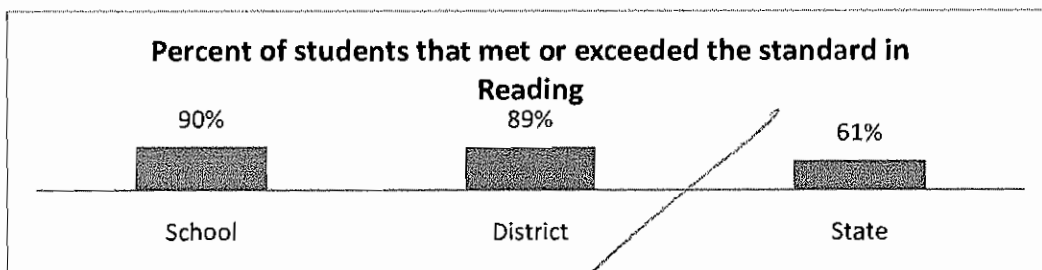 Percent of students that met or exceeded the standard in
Reading
90%
89%
61%
School
District
State